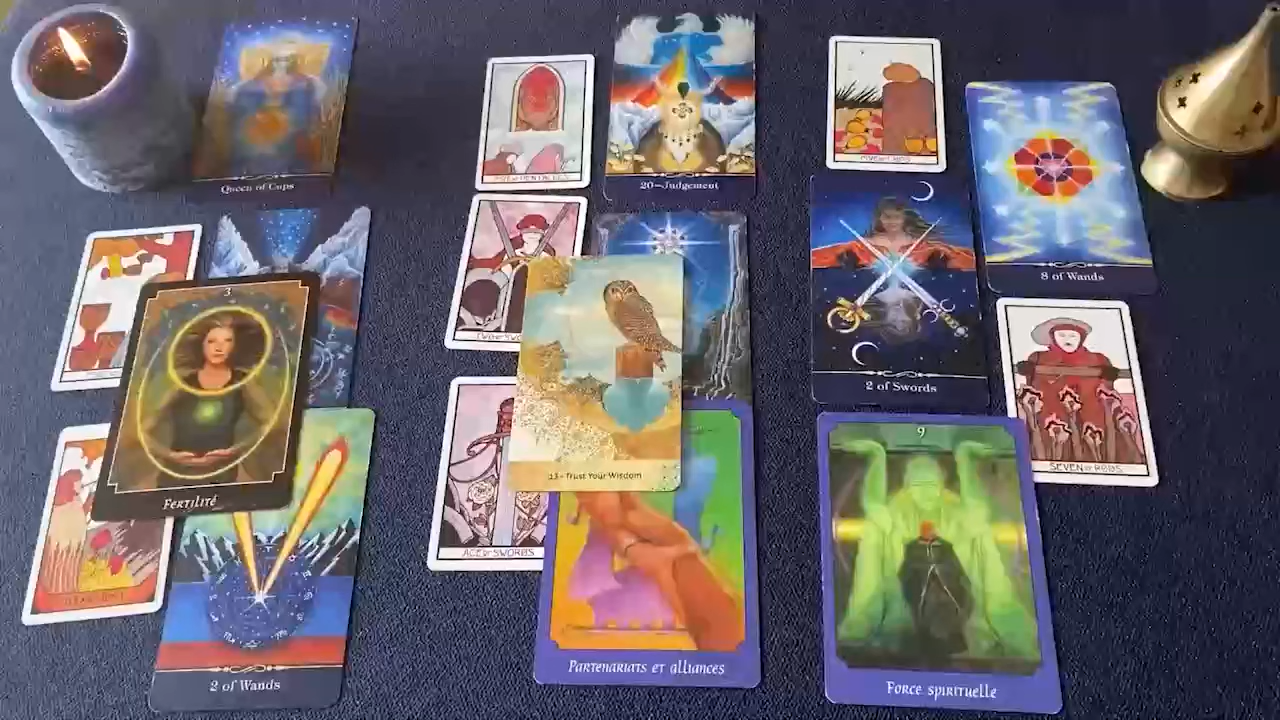 Queen of Cups
20~Judgement
8 of Wands
2 of Swords
3
Fertilité
13~Trust Your Wisdom
SEVEN OF RODS
9
ACE OF SWORDS
Partenariats et alliances
Force spirituelle
2 of Wands